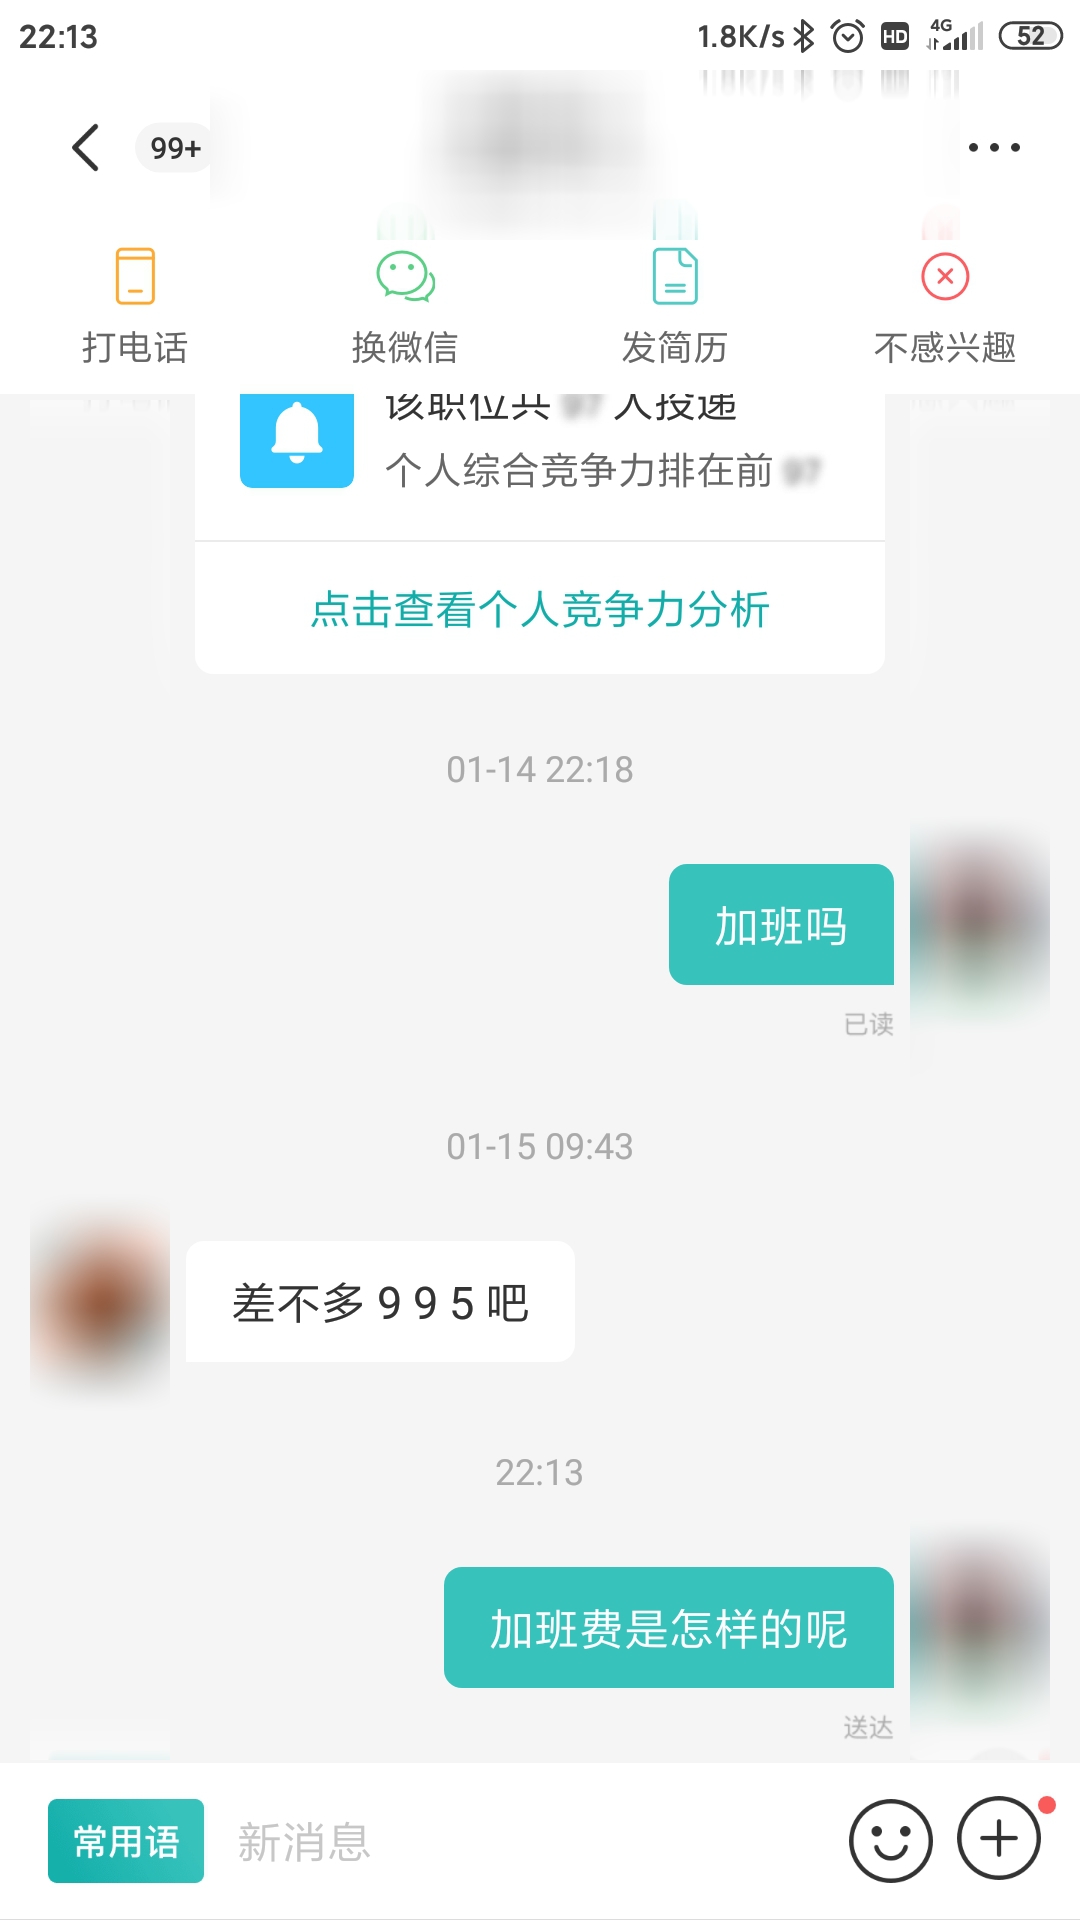 22:13
1.8K/s
HD
4G
52
99+
打电话
换微信
发简历
不感兴趣
该职位共 人投递
个人综合竞争力排在前
点击查看个人竞争力分析
01-14 22:18
加班吗
已读
01-15 09:43
差不多 9 9 5 吧
22:13
加班费是怎样的呢
送达
常用语
新消息